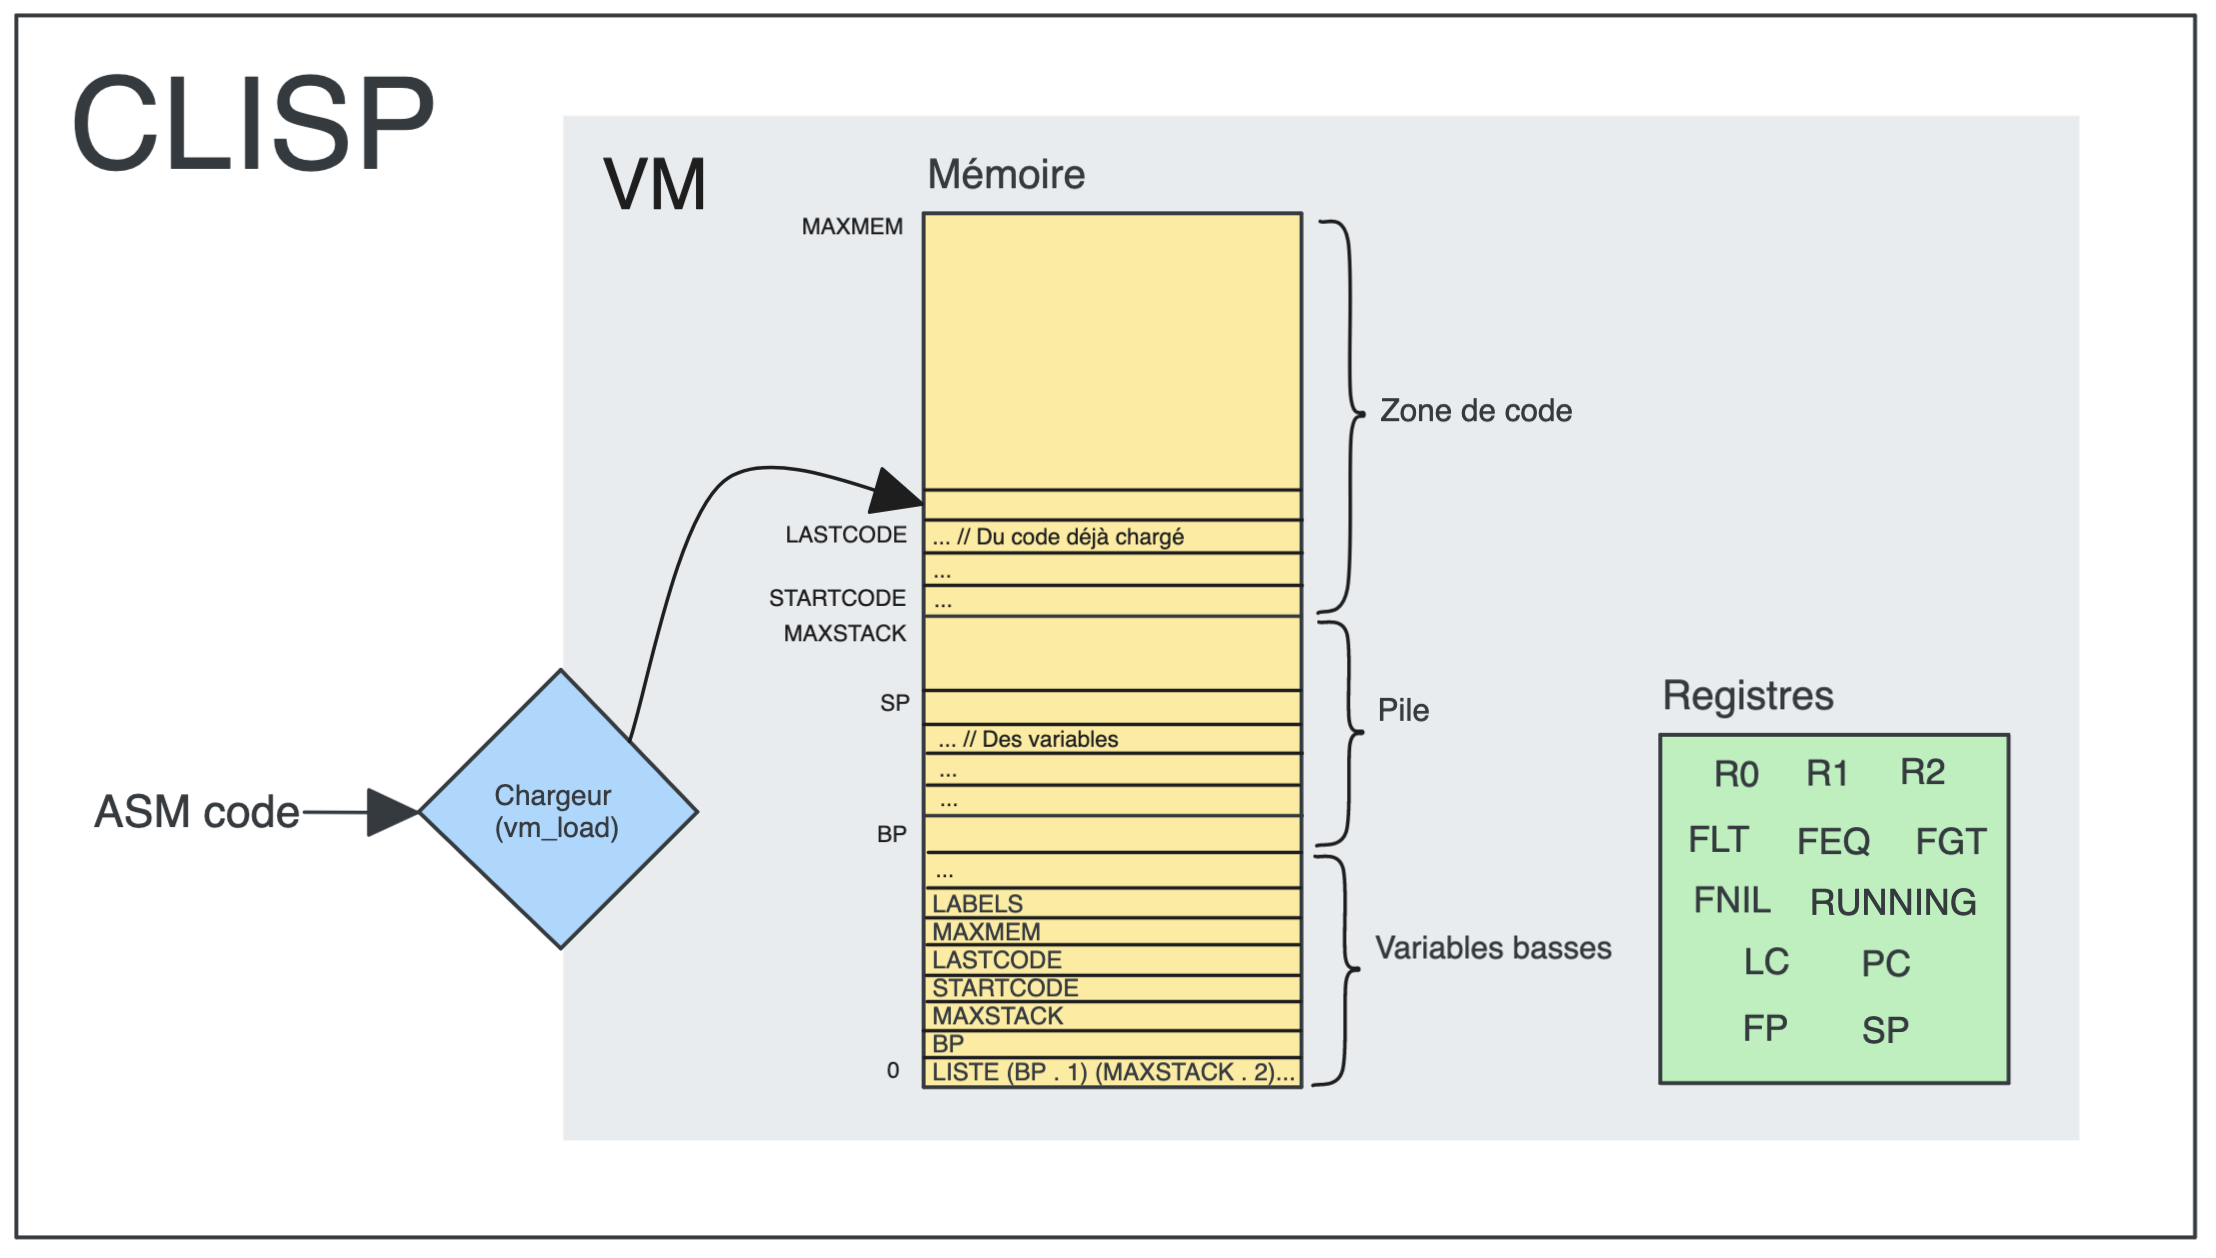 CLISP
VM
Mémoire
MAXMEM
Zone de code
LASTCODE
... // Du code déjà chargé
...
STARTCODE
...
MAXSTACK
SP
Pile
... // Des variables
...
...
BP
...
LABELS
MAXMEM
LASTCODE
STARTCODE
MAXSTACK
BP
0
LISTE (BP . 1) (MAXSTACK . 2)...
Variables basses
ASM code
Chargeur
(vm_load)
Registres
R0 R1 R2
FLT FEQ FGT
FNIL RUNNING
LC PC
FP SP